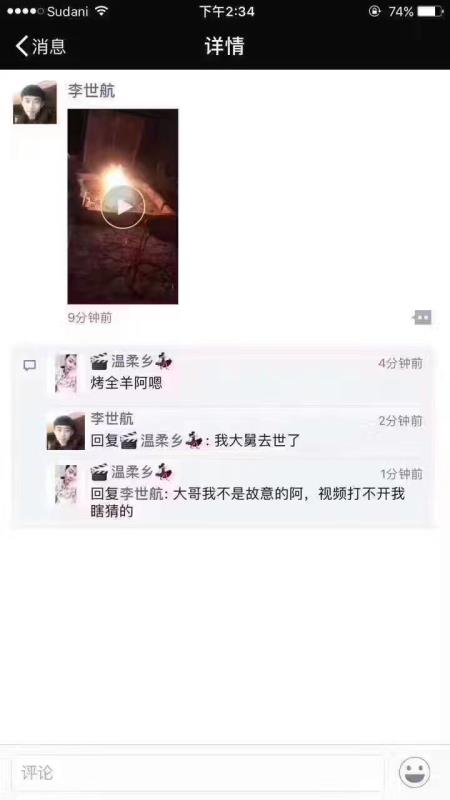 Sudani 下午2:34 74%
消息 详情
李世航
9分钟前
🎬温柔乡💃 4分钟前
烤全羊阿嗯
李世航 2分钟前
回复🎬温柔乡💃: 我大舅去世了
🎬温柔乡💃 1分钟前
回复李世航: 大哥我不是故意的阿，视频打不开我
瞎猜的
评论